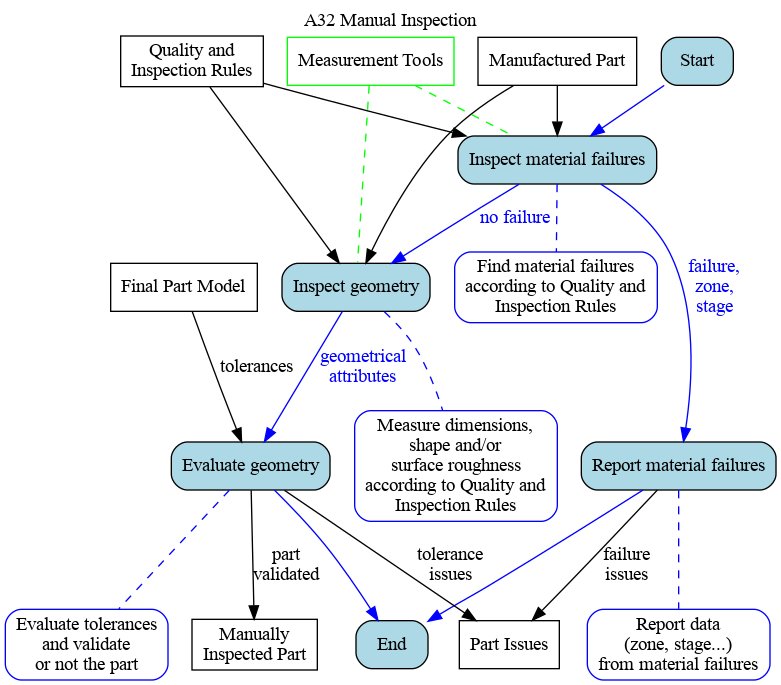 A32 Manual Inspection
Quality and
Inspection Rules
Measurement Tools
Manufactured Part
Start
Inspect material failures
no failure
failure,
zone,
stage
Find material failures
according to Quality and
Inspection Rules
Final Part Model
Inspect geometry
tolerances
geometrical
attributes
Measure dimensions,
shape and/or
surface roughness
according to Quality and
Inspection Rules
Evaluate geometry
Report material failures
part
validated
tolerance
issues
failure
issues
Evaluate tolerances
and validate
or not the part
Manually
Inspected Part
End
Part Issues
Report data
(zone, stage...)
from material failures